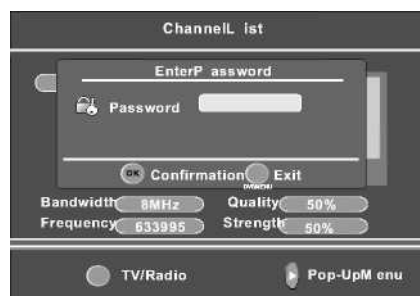 ChannelL ist
EnterP assword
Password
OK Confirmation Exit
DVBMENU
Bandwidth 8MHz Quality 50%
Frequency 633995 Strength 50%
TV/Radio Pop-UpM enu